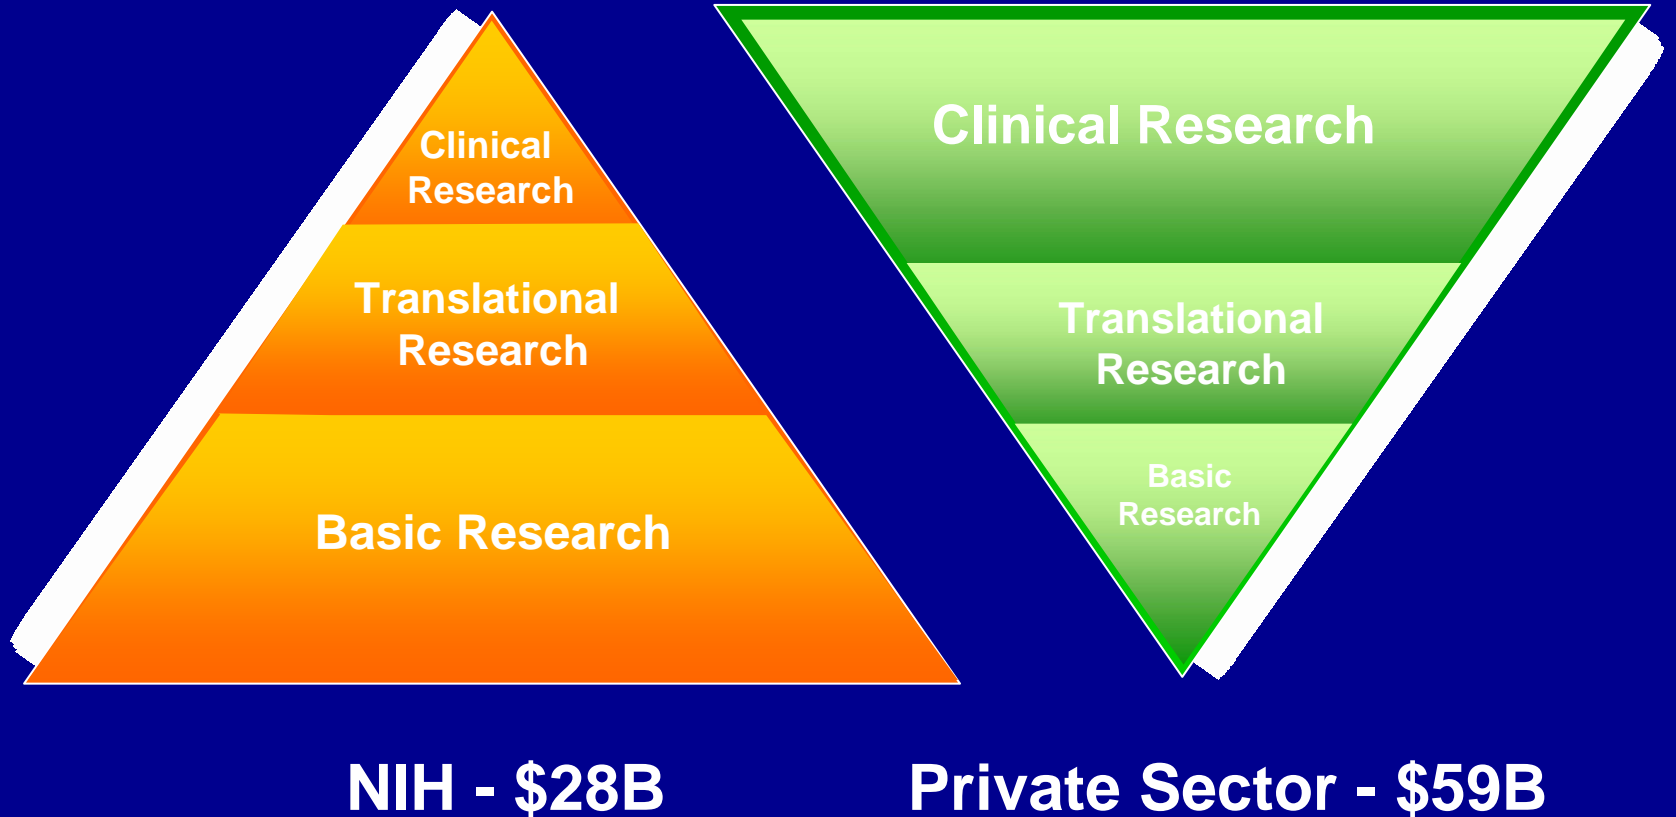 Clinical
Research
Translational
Research
Basic Research
Clinical Research
Translational
Research
Basic
Research
NIH - $28B
Private Sector - $59B